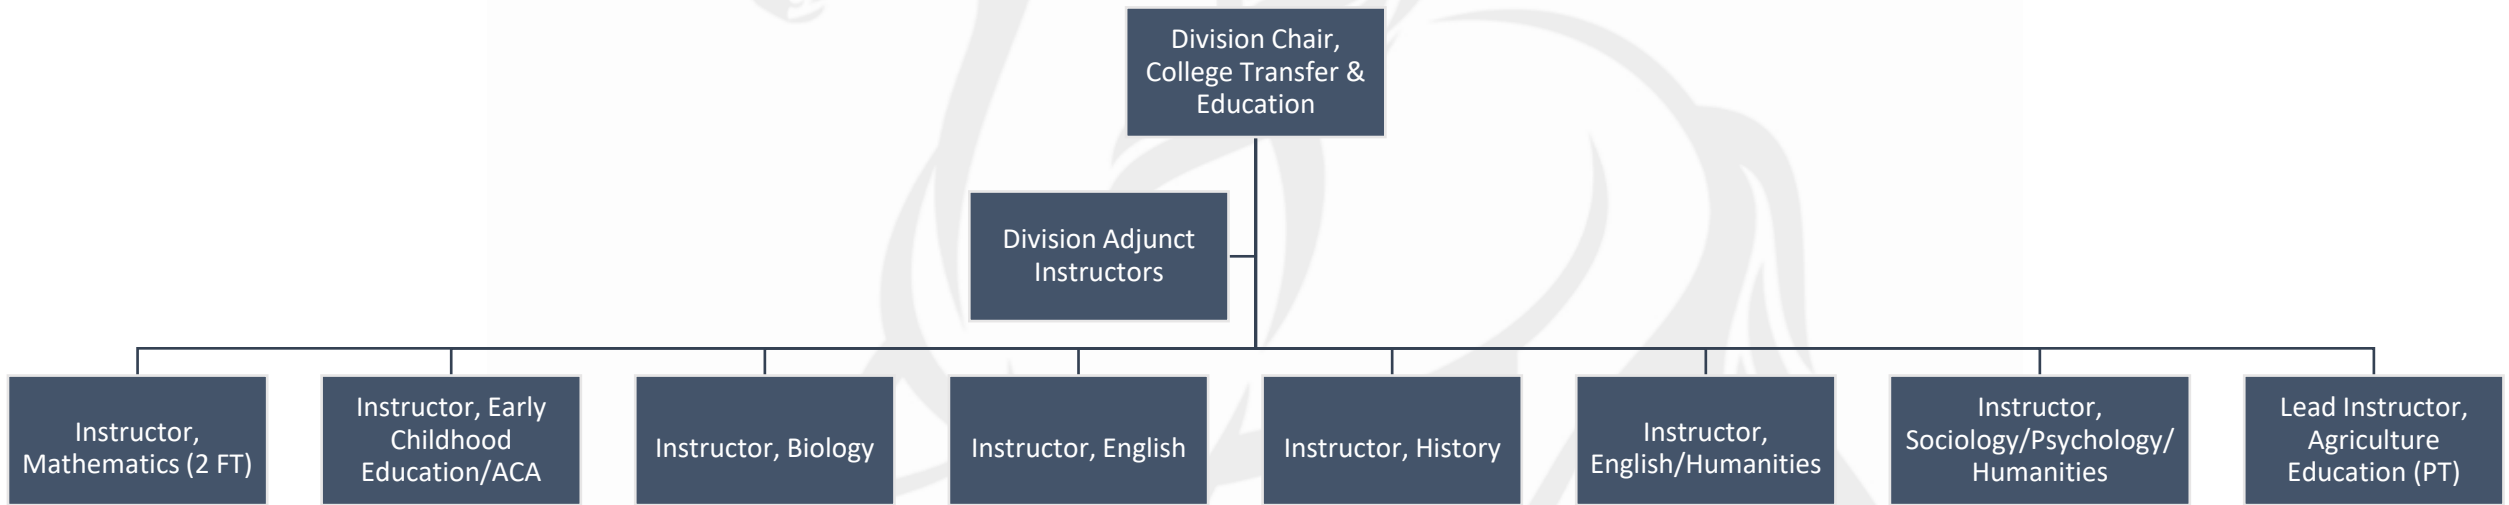 Division Chair,
College Transfer &
Education
Division Adjunct
Instructors
Instructor,
Mathematics (2 FT)
Instructor, Early
Childhood
Education/ACA
Instructor, Biology
Instructor, English
Instructor, History
Instructor,
English/Humanities
Instructor,
Sociology/Psychology/
Humanities
Lead Instructor,
Agriculture
Education (PT)